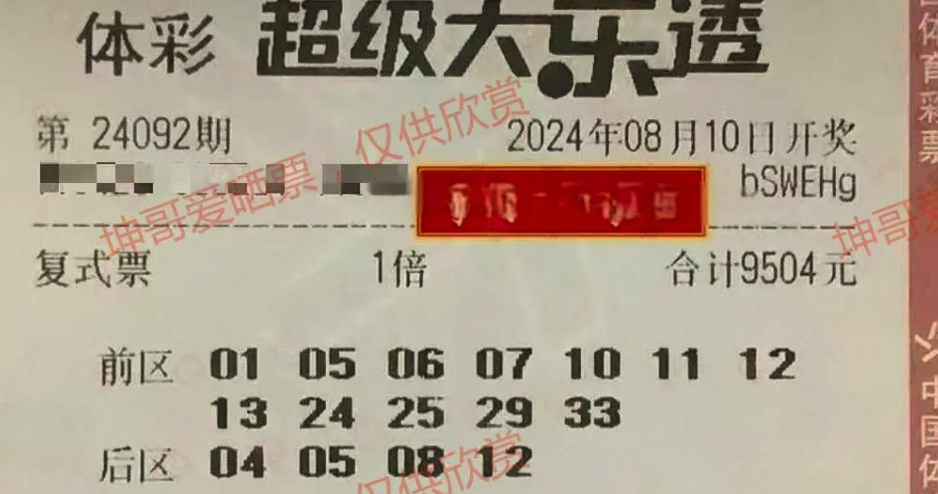 体彩 超级大乐透
第 24092期 2024年08月10日开奖
bSWEHg
复式票 1倍 合计9504元
前区 01 05 06 07 10 11 12
13 24 25 29 33
后区 04 05 08 12
坤哥爱晒票,仅供欣赏
坤哥
仅供欣赏
国体育彩票
中国体